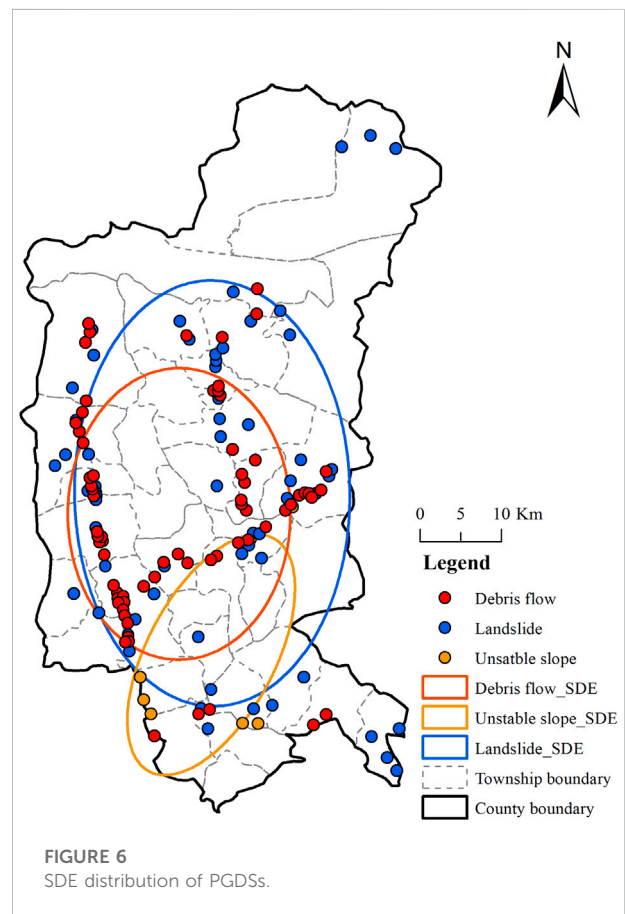 N
0 5 10 Km
Legend
Debris flow
Landslide
Unsatble slope
Debris flow_SDE
Unstable slope_SDE
Landslide_SDE
Township boundary
County boundary
FIGURE 6
SDE distribution of PGDSs.